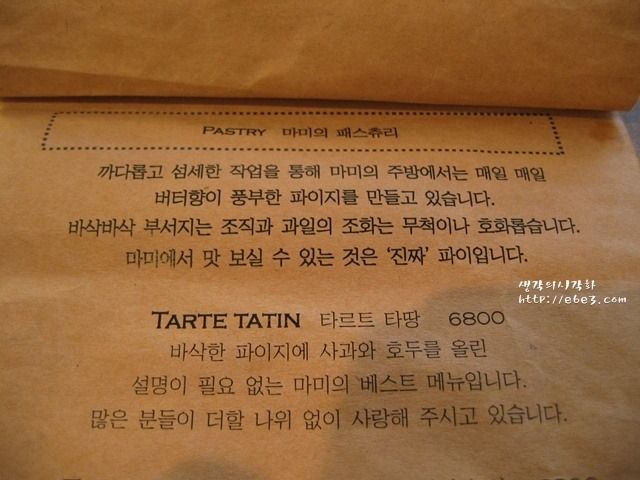 PASTRY 마미의 패스츄리
까다롭고 섬세한 작업을 통해 마미의 주방에서는 매일 매일
버터향이 풍부한 파이지를 만들고 있습니다.
바삭바삭 부서지는 조직과 과일의 조화는 무척이나 호화롭습니다.
마미에서 맛 보실 수 있는 것은 '진짜' 파이입니다.
생각의시각화
http://e6e3.com
TARTE TATIN 타르트 타땅 6800
바삭한 파이지에 사과와 호두를 올린
설명이 필요 없는 마미의 베스트 메뉴입니다.
많은 분들이 더할 나위 없이 사랑해 주시고 있습니다.